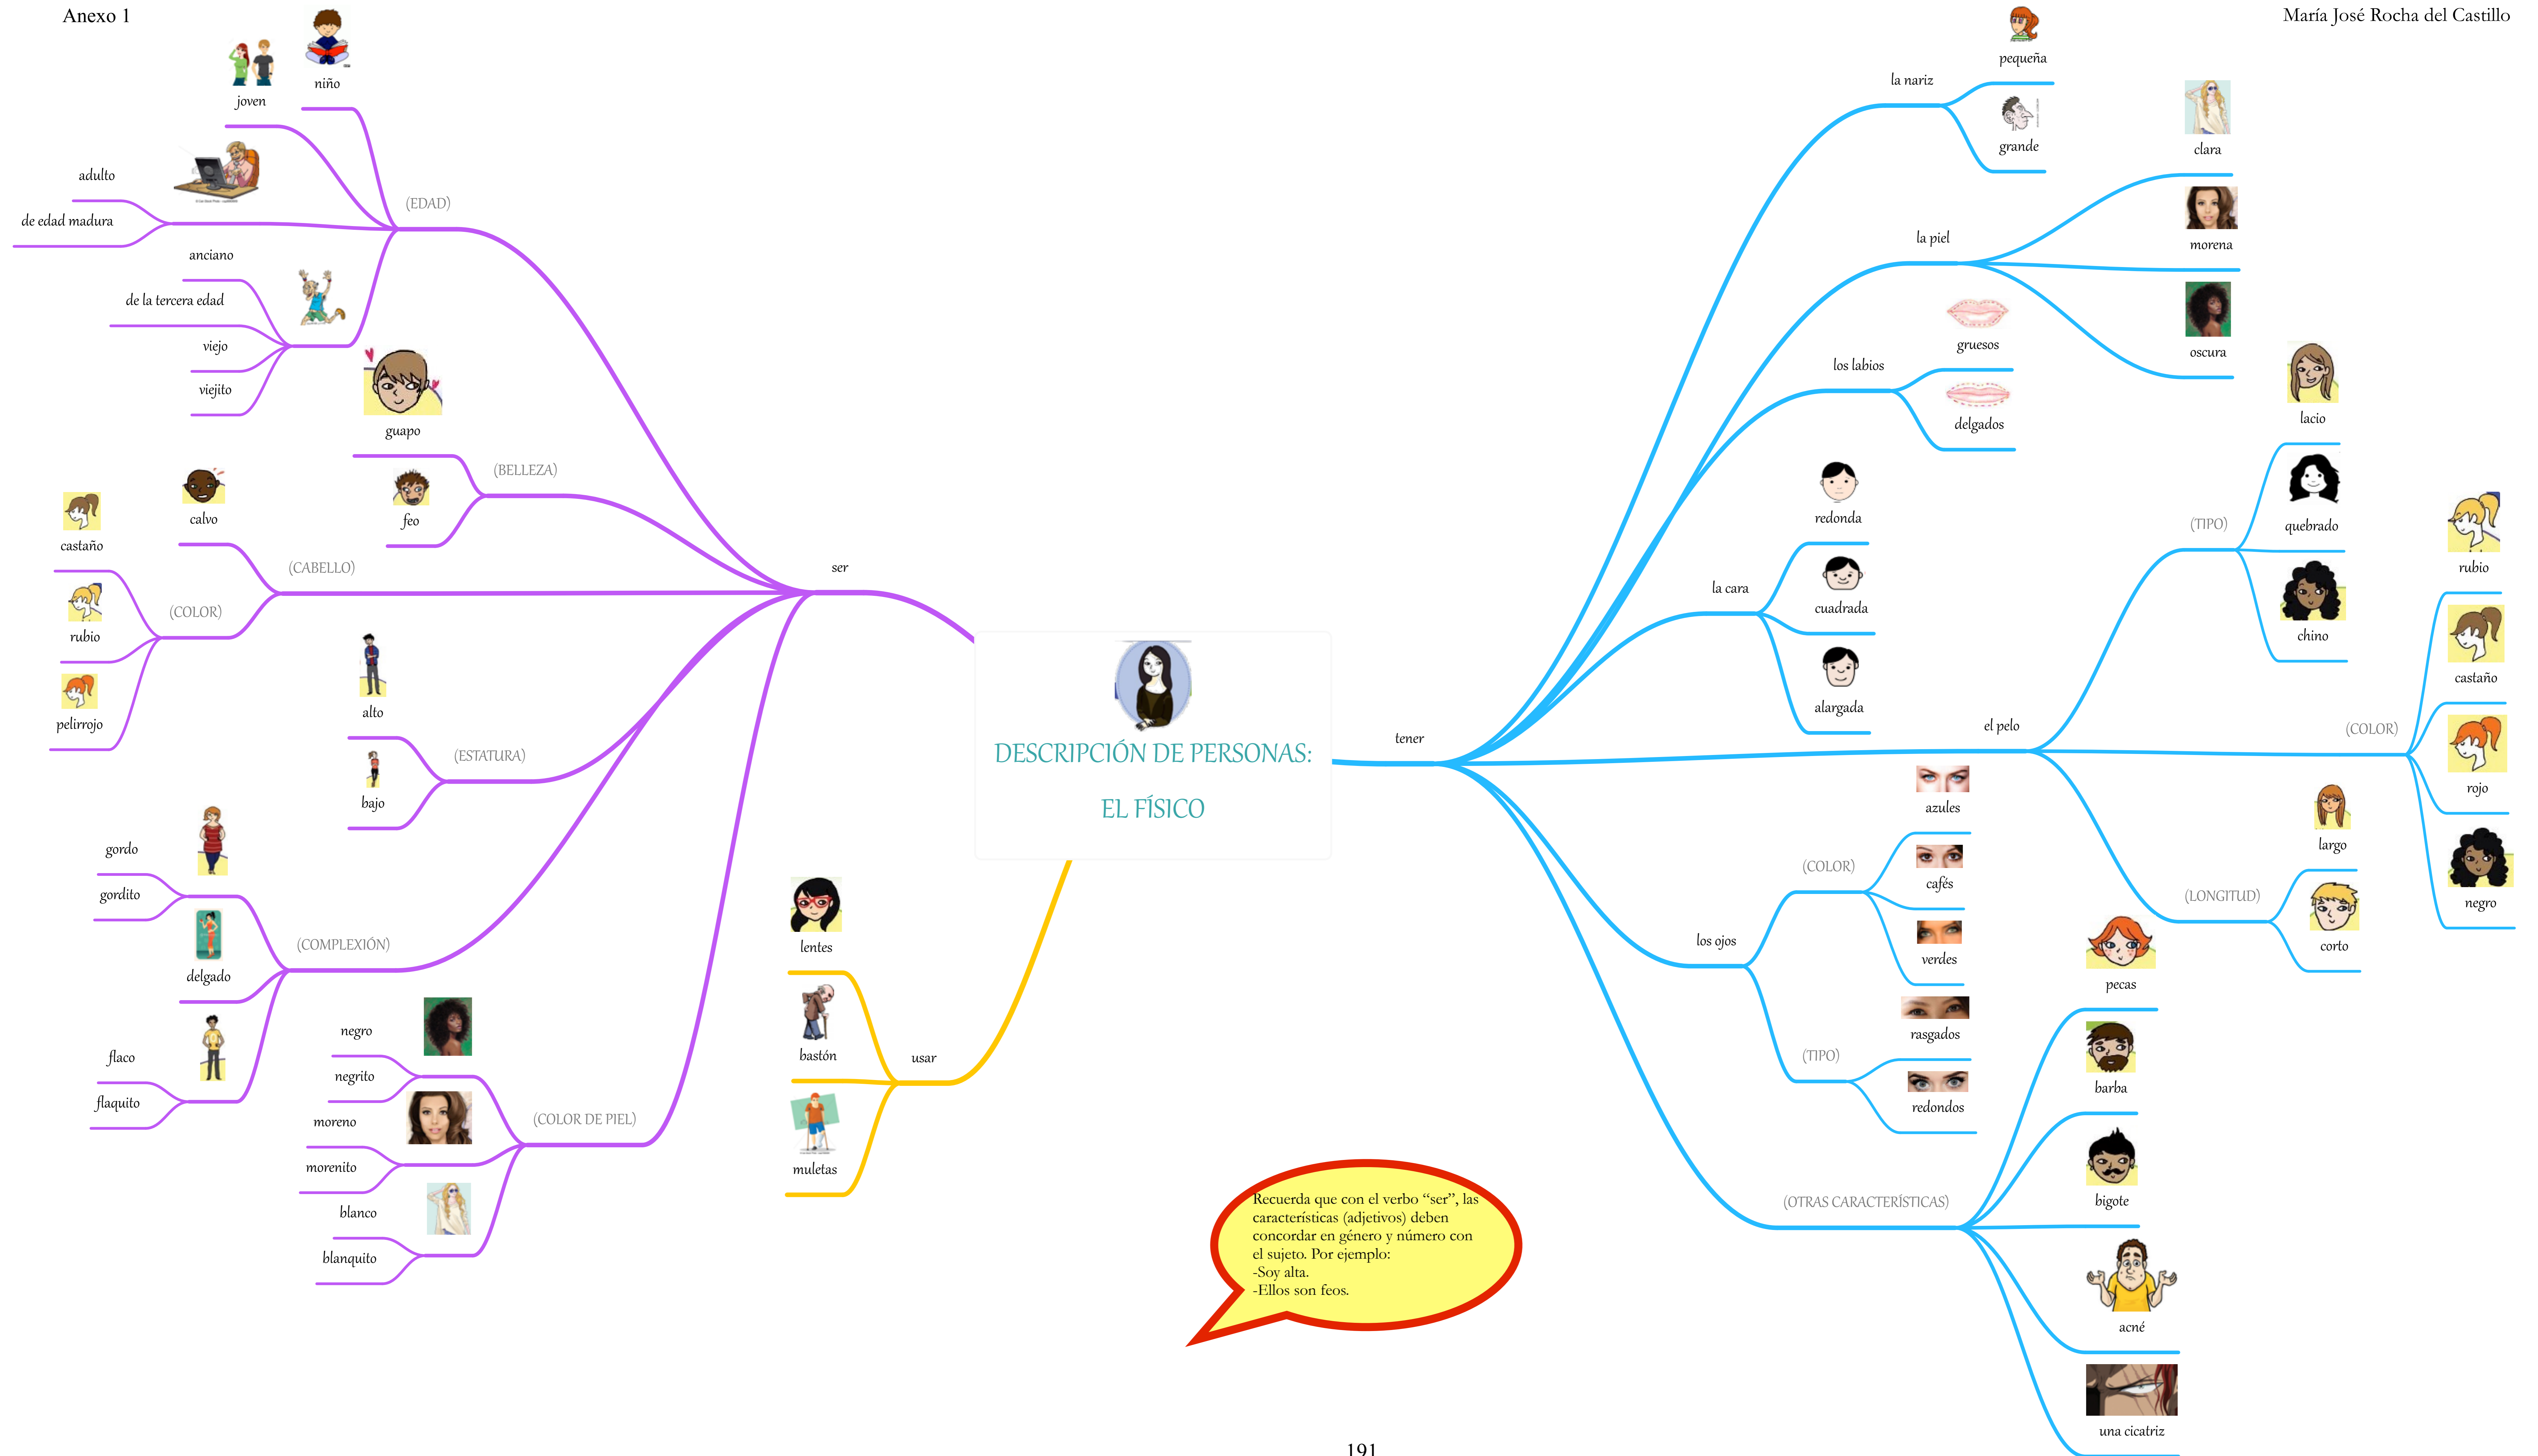 Anexo 1
María José Rocha del Castillo
DESCRIPCIÓN DE PERSONAS:
EL FÍSICO
ser
(EDAD)
niño
joven
adulto
de edad madura
anciano
de la tercera edad
viejo
viejito
(BELLEZA)
guapo
feo
(CABELLO)
calvo
(COLOR)
castaño
rubio
pelirrojo
(ESTATURA)
alto
bajo
(COMPLEXIÓN)
gordo
gordito
delgado
flaco
flaquito
(COLOR DE PIEL)
negro
negrito
moreno
morenito
blanco
blanquito
usar
lentes
bastón
muletas
tener
la nariz
pequeña
grande
la piel
clara
morena
oscura
los labios
gruesos
delgados
la cara
redonda
cuadrada
alargada
el pelo
(TIPO)
lacio
quebrado
chino
(COLOR)
rubio
castaño
rojo
negro
(LONGITUD)
largo
corto
los ojos
(COLOR)
azules
cafés
verdes
(TIPO)
rasgados
redondos
(OTRAS CARACTERÍSTICAS)
pecas
barba
bigote
acné
una cicatriz
Recuerda que con el verbo “ser”, las
características (adjetivos) deben
concordar en género y número con
el sujeto. Por ejemplo:
-Soy alta.
-Ellos son feos.
191